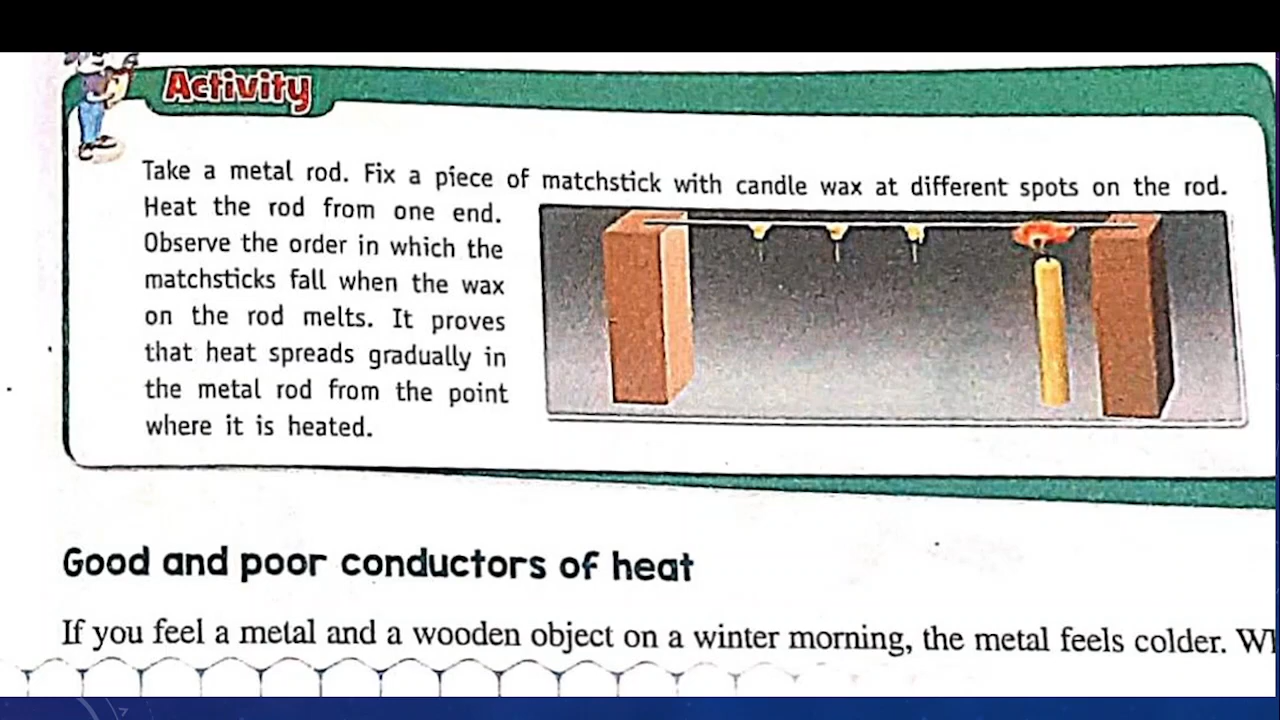 Activity
Take a metal rod. Fix a piece of matchstick with candle wax at different spots on the rod.
Heat the rod from one end.
Observe the order in which the
matchsticks fall when the wax
on the rod melts. It proves
that heat spreads gradually in
the metal rod from the point
where it is heated.
Good and poor conductors of heat
If you feel a metal and a wooden object on a winter morning, the metal feels colder.